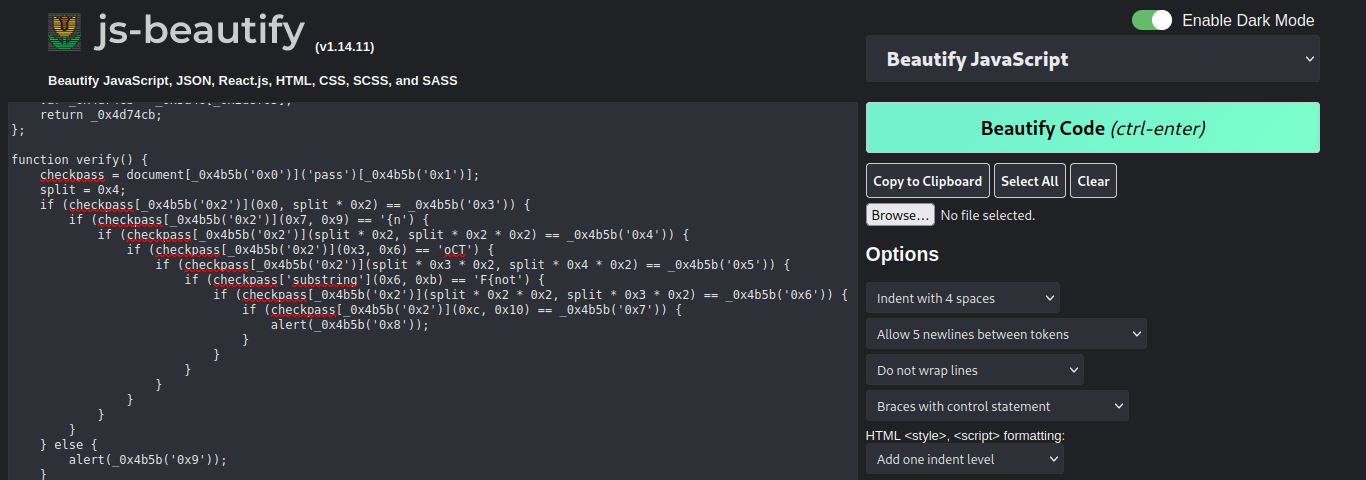 js-beautify (v1.14.11)
Beautify JavaScript, JSON, React.js, HTML, CSS, SCSS, and SASS
Enable Dark Mode
Beautify JavaScript
    return _0x4d74cb;
};

function verify() {
    checkpass = document[_0x4b5b('0x0')]('pass')[_0x4b5b('0x1')];
    split = 0x4;
    if (checkpass[_0x4b5b('0x2')](0x0, split * 0x2) == _0x4b5b('0x3')) {
        if (checkpass[_0x4b5b('0x2')](0x7, 0x9) == '{n') {
            if (checkpass[_0x4b5b('0x2')](split * 0x2, split * 0x2 * 0x2) == _0x4b5b('0x4')) {
                if (checkpass[_0x4b5b('0x2')](0x3, 0x6) == 'oCT') {
                    if (checkpass[_0x4b5b('0x2')](split * 0x3 * 0x2, split * 0x4 * 0x2) == _0x4b5b('0x5')) {
                        if (checkpass['substring'](0x6, 0xb) == 'F{not') {
                            if (checkpass[_0x4b5b('0x2')](split * 0x2 * 0x2, split * 0x3 * 0x2) == _0x4b5b('0x6')) {
                                if (checkpass[_0x4b5b('0x2')](0xc, 0x10) == _0x4b5b('0x7')) {
                                    alert(_0x4b5b('0x8'));
                                }
                            }
                        }
                    }
                }
            }
        }
    } else {
        alert(_0x4b5b('0x9'));
    }
Beautify Code (ctrl-enter)
Copy to Clipboard Select All Clear
Browse... No file selected.
Options
Indent with 4 spaces
Allow 5 newlines between tokens
Do not wrap lines
Braces with control statement
HTML <style>, <script> formatting:
Add one indent level